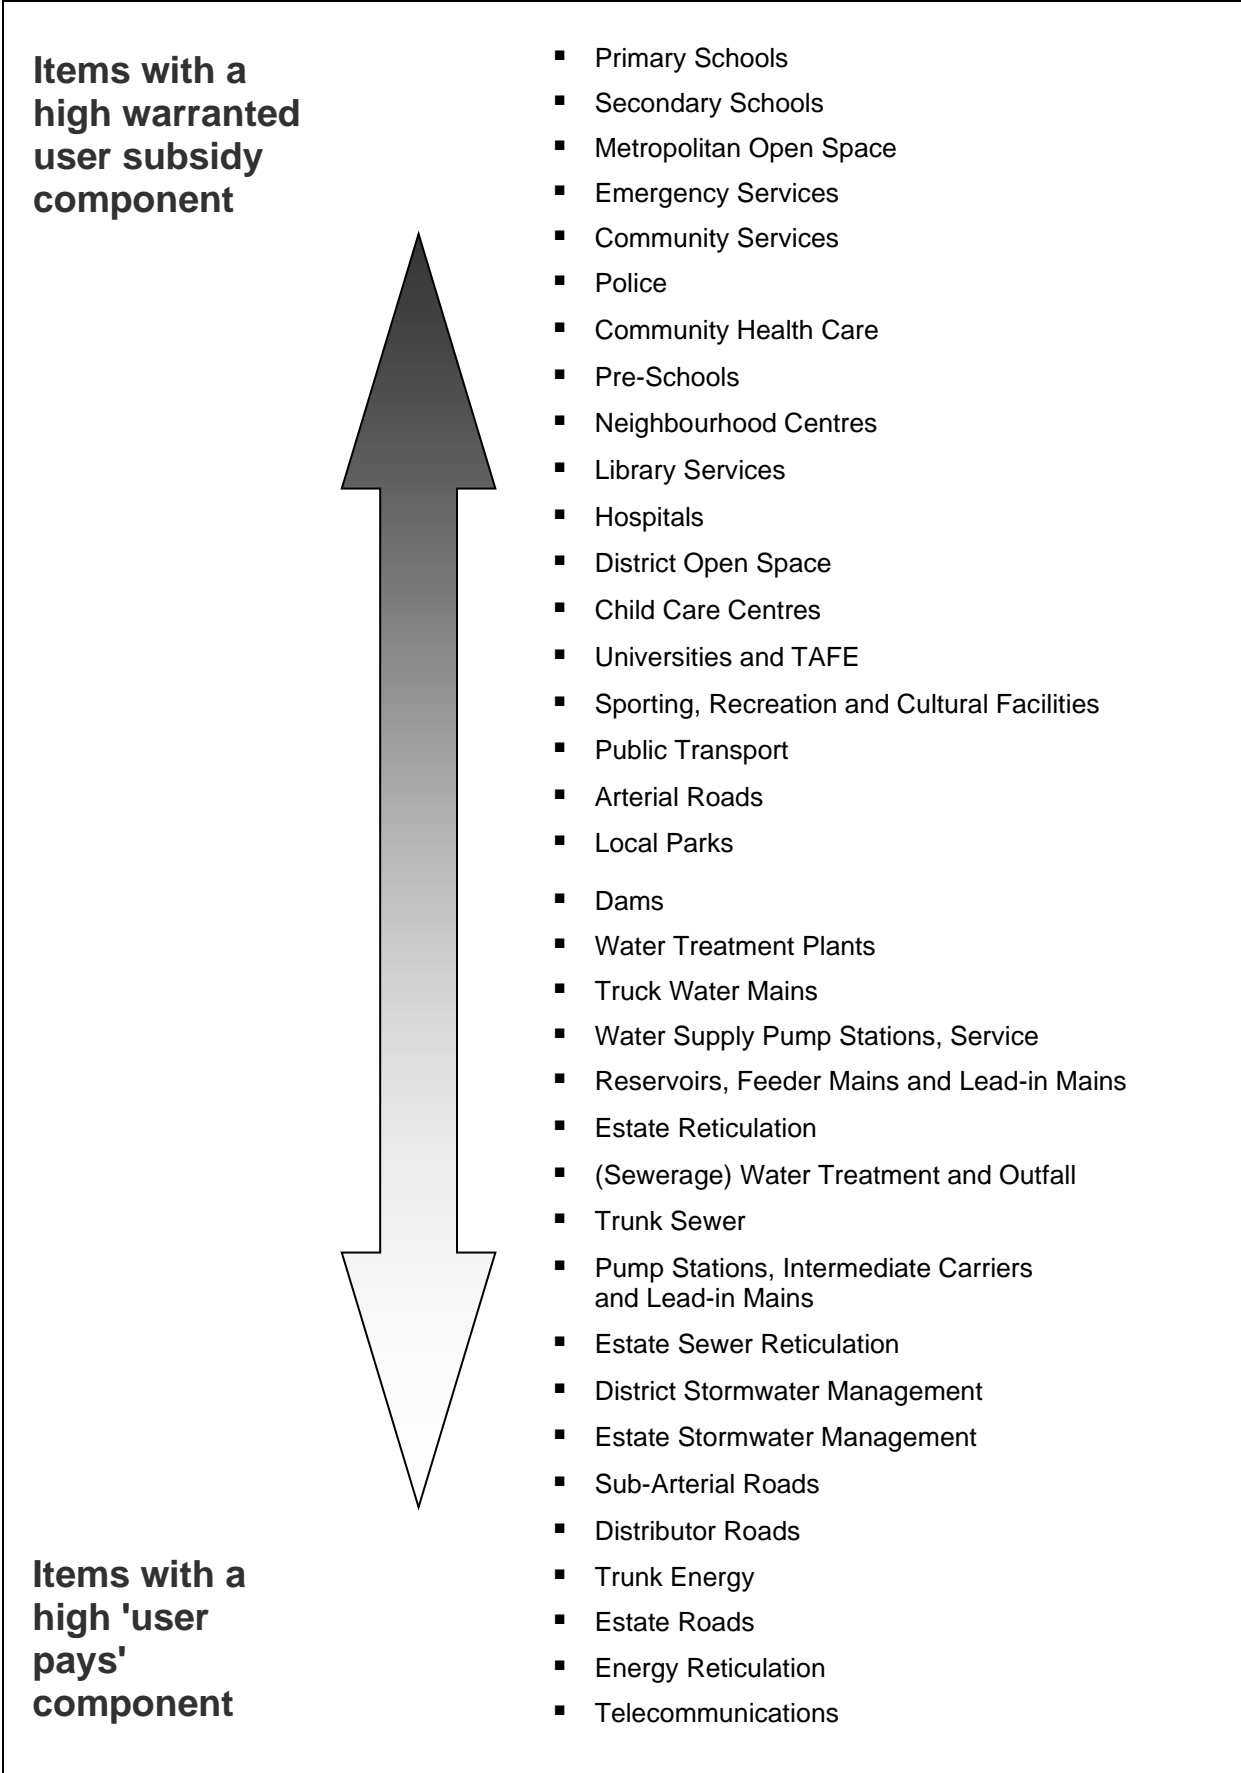 Items with a
high warranted
user subsidy
component
▪ Primary Schools
▪ Secondary Schools
▪ Metropolitan Open Space
▪ Emergency Services
▪ Community Services
▪ Police
▪ Community Health Care
▪ Pre-Schools
▪ Neighbourhood Centres
▪ Library Services
▪ Hospitals
▪ District Open Space
▪ Child Care Centres
▪ Universities and TAFE
▪ Sporting, Recreation and Cultural Facilities
▪ Public Transport
▪ Arterial Roads
▪ Local Parks
▪ Dams
▪ Water Treatment Plants
▪ Truck Water Mains
▪ Water Supply Pump Stations, Service
▪ Reservoirs, Feeder Mains and Lead-in Mains
▪ Estate Reticulation
▪ (Sewerage) Water Treatment and Outfall
▪ Trunk Sewer
▪ Pump Stations, Intermediate Carriers
and Lead-in Mains
▪ Estate Sewer Reticulation
▪ District Stormwater Management
▪ Estate Stormwater Management
▪ Sub-Arterial Roads
▪ Distributor Roads
▪ Trunk Energy
▪ Estate Roads
▪ Energy Reticulation
▪ Telecommunications
Items with a
high 'user
pays'
component